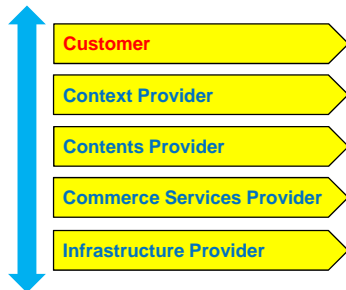 Customer
Context Provider
Contents Provider
Commerce Services Provider
Infrastructure Provider